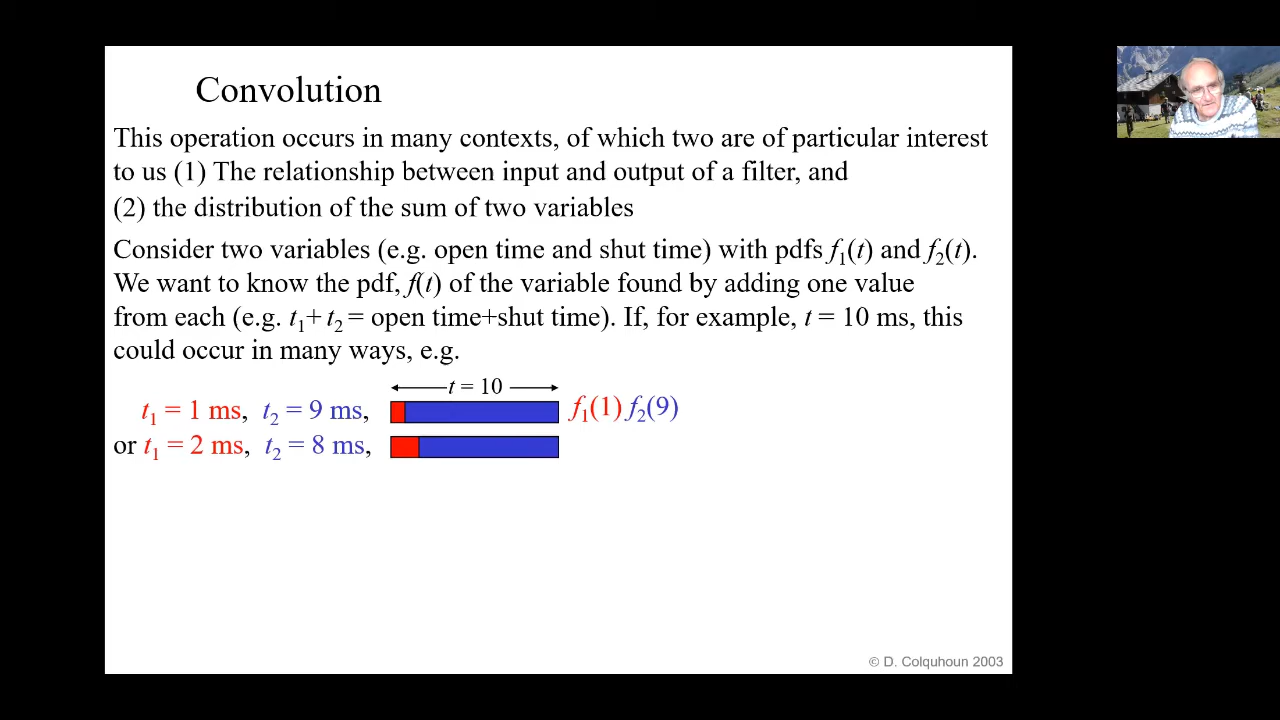 Convolution
This operation occurs in many contexts, of which two are of particular interest
to us (1) The relationship between input and output of a filter, and
(2) the distribution of the sum of two variables
Consider two variables (e.g. open time and shut time) with pdfs f₁(t) and f₂(t).
We want to know the pdf, f(t) of the variable found by adding one value
from each (e.g. t₁+ t₂ = open time+shut time). If, for example, t = 10 ms, this
could occur in many ways, e.g.
t = 10
t₁ = 1 ms, t₂ = 9 ms, f₁(1) f₂(9)
or t₁ = 2 ms, t₂ = 8 ms,
© D. Colquhoun 2003